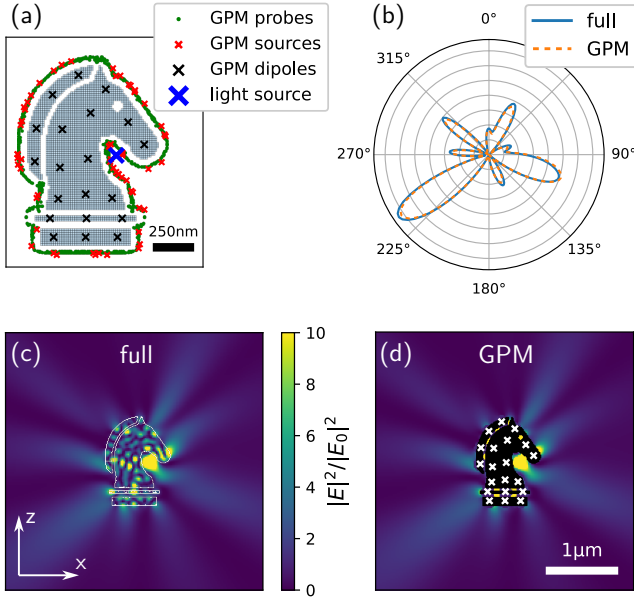 (a)
GPM probes
GPM sources
GPM dipoles
light source
250nm
(b)
full
GPM
0°
90°
135°
180°
225°
270°
315°
(c)
full
z
x
10
8
6
4
2
0
|E|²/|E₀|²
(d)
GPM
1μm